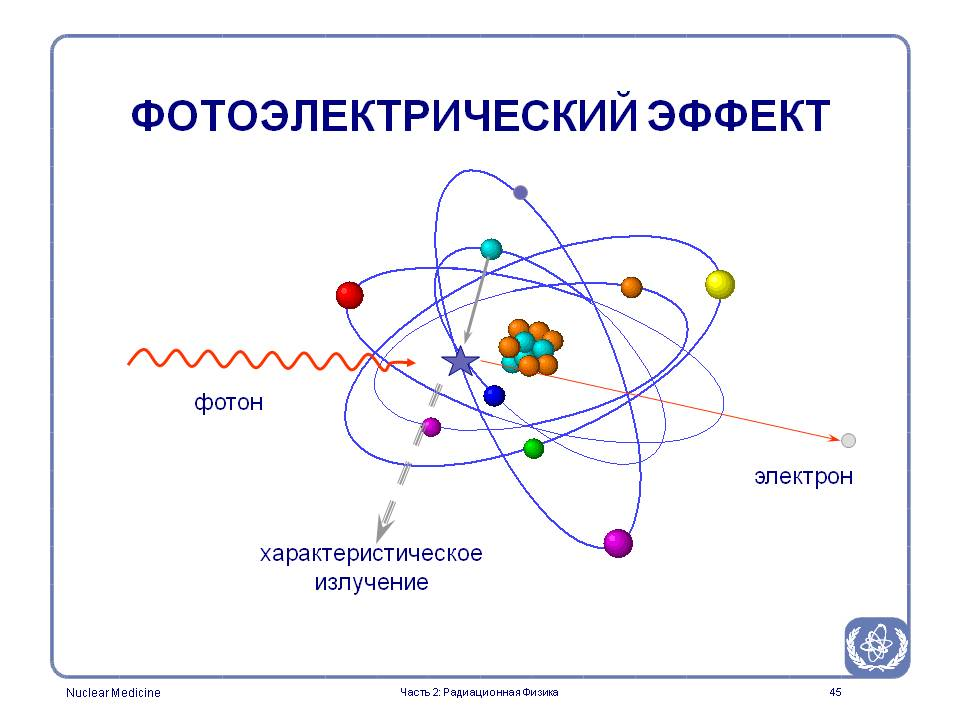 ФОТОЭЛЕКТРИЧЕСКИЙ ЭФФЕКТ
фотон
электрон
характеристическое
излучение
Nuclear Medicine
Часть 2: Радиационная Физика
45